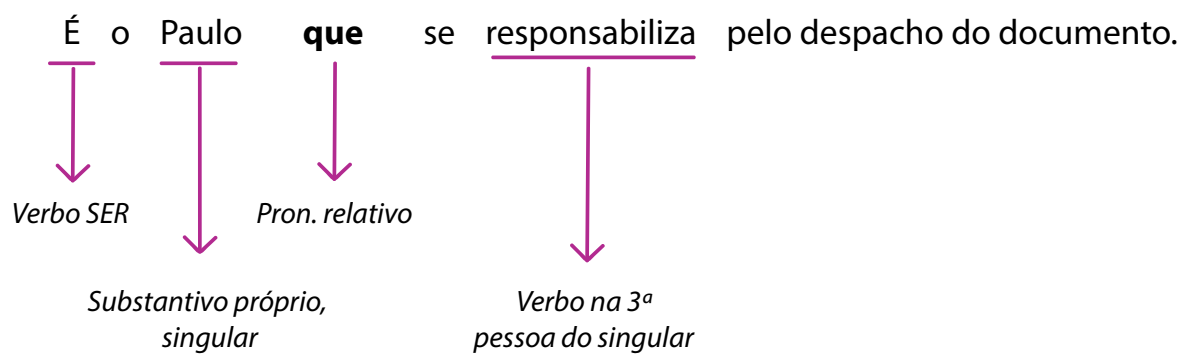 É o Paulo que se responsabiliza pelo despacho do documento.
Verbo SER
Pron. relativo
Substantivo próprio,
singular
Verbo na 3ª
pessoa do singular